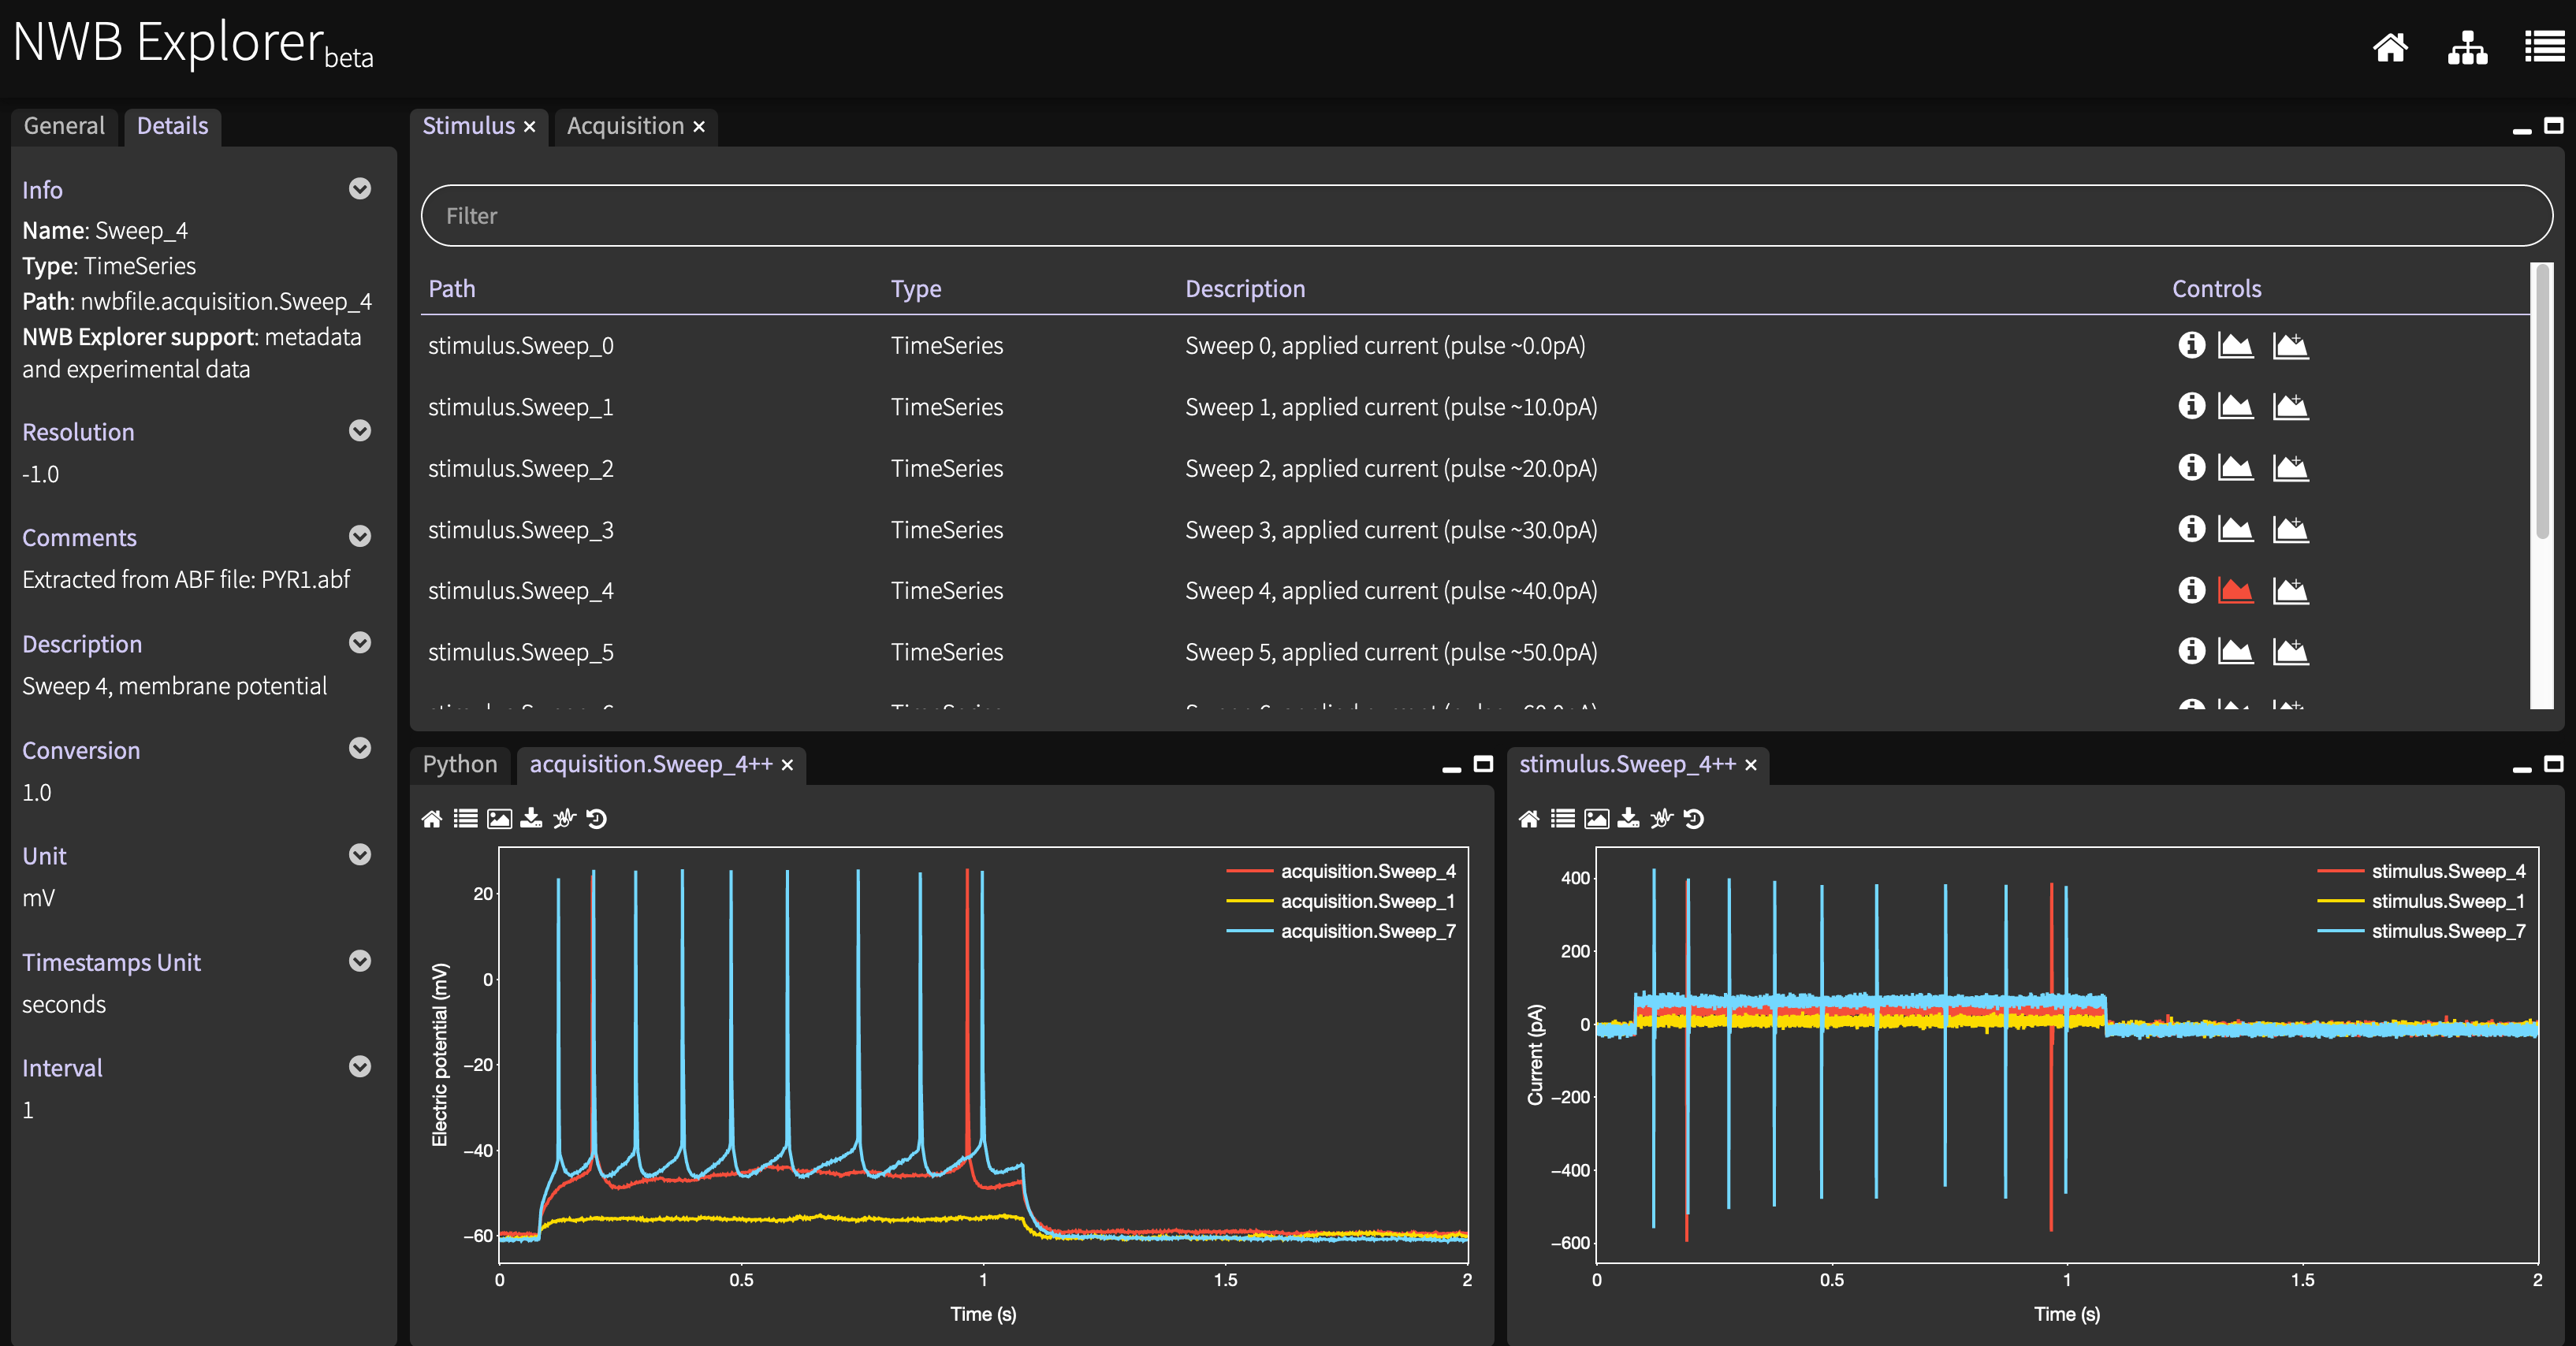 NWB Explorer beta
General Details
Info
Name: Sweep_4
Type: TimeSeries
Path: nwbfile.acquisition.Sweep_4
NWB Explorer support: metadata
and experimental data
Resolution
-1.0
Comments
Extracted from ABF file: PYR1.abf
Description
Sweep 4, membrane potential
Conversion
1.0
Unit
mV
Timestamps Unit
seconds
Interval
1
Stimulus × Acquisition ×
Filter
Path Type Description Controls
stimulus.Sweep_0 TimeSeries Sweep 0, applied current (pulse ~0.0pA)
stimulus.Sweep_1 TimeSeries Sweep 1, applied current (pulse ~10.0pA)
stimulus.Sweep_2 TimeSeries Sweep 2, applied current (pulse ~20.0pA)
stimulus.Sweep_3 TimeSeries Sweep 3, applied current (pulse ~30.0pA)
stimulus.Sweep_4 TimeSeries Sweep 4, applied current (pulse ~40.0pA)
stimulus.Sweep_5 TimeSeries Sweep 5, applied current (pulse ~50.0pA)
Python acquisition.Sweep_4++ ×
acquisition.Sweep_4
acquisition.Sweep_1
acquisition.Sweep_7
Electric potential (mV)
20
0
−20
−40
−60
0 0.5 1 1.5 2
Time (s)
stimulus.Sweep_4++ ×
stimulus.Sweep_4
stimulus.Sweep_1
stimulus.Sweep_7
Current (pA)
400
200
0
−200
−400
−600
0 0.5 1 1.5 2
Time (s)